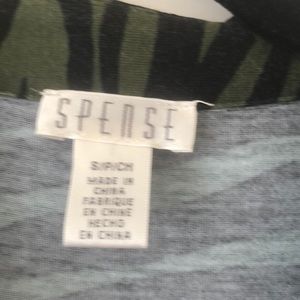 SPENSE
S/P/CH
MADE IN
CHINA
FABRIQUE
EN CHINE
HECHO
EN CHINA